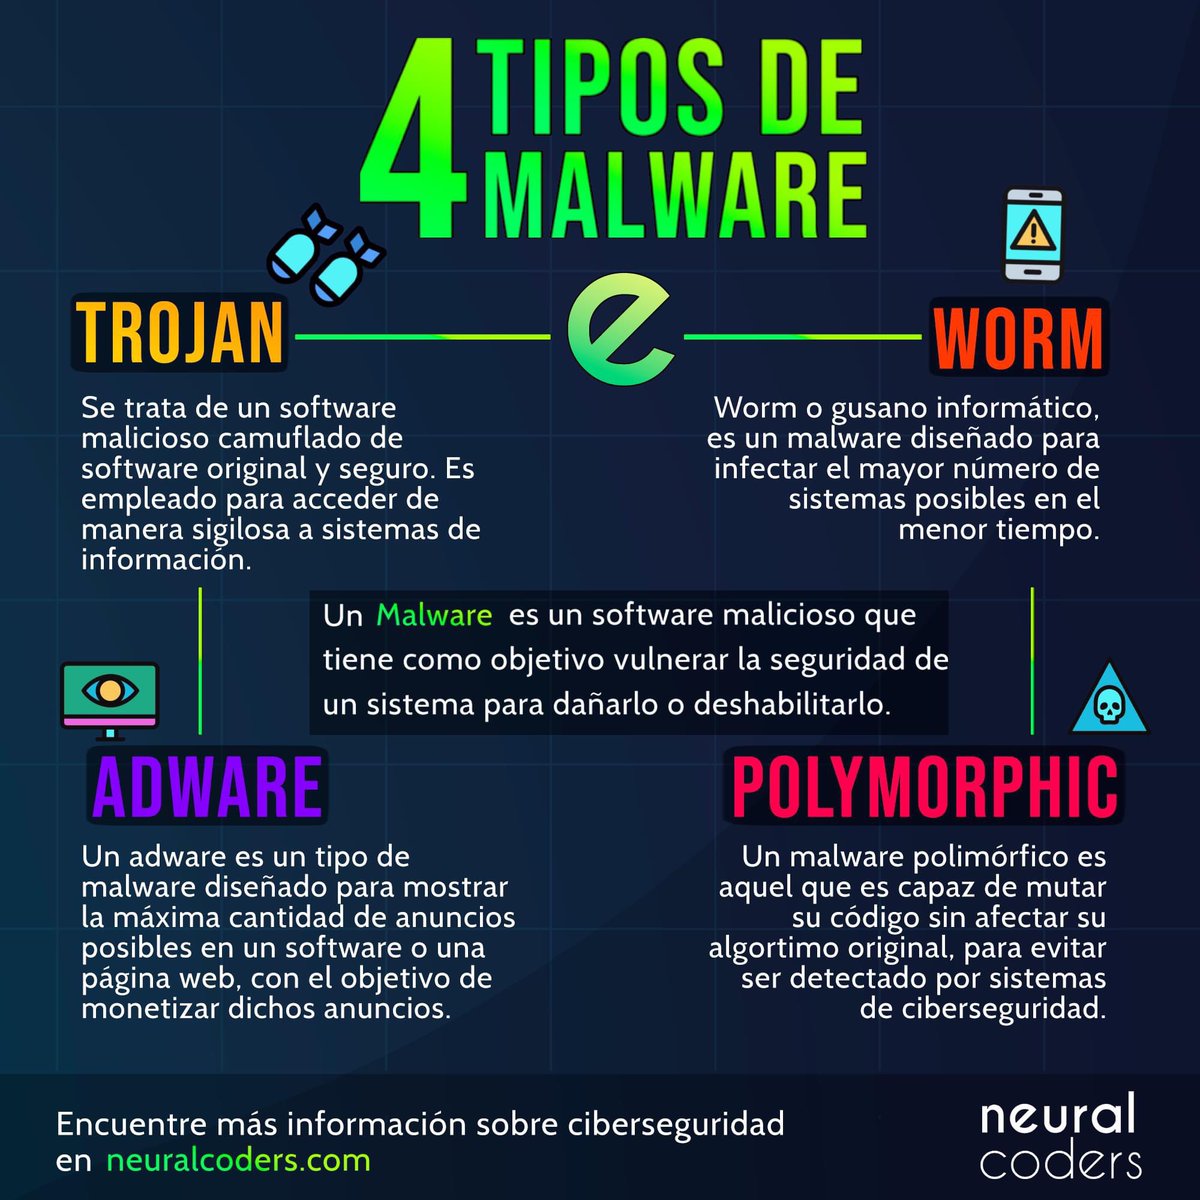 4 TIPOS DE
MALWARE
TROJAN
Se trata de un software
malicioso camuflado de
software original y seguro. Es
empleado para acceder de
manera sigilosa a sistemas de
información.
WORM
Worm o gusano informático,
es un malware diseñado para
infectar el mayor número de
sistemas posibles en el
menor tiempo.
Un Malware es un software malicioso que
tiene como objetivo vulnerar la seguridad de
un sistema para dañarlo o deshabilitarlo.
ADWARE
Un adware es un tipo de
malware diseñado para mostrar
la máxima cantidad de anuncios
posibles en un software o una
página web, con el objetivo de
monetizar dichos anuncios.
POLYMORPHIC
Un malware polimórfico es
aquel que es capaz de mutar
su código sin afectar su
algortimo original, para evitar
ser detectado por sistemas
de ciberseguridad.
Encuentre más información sobre ciberseguridad
en neuralcoders.com
neural
coders